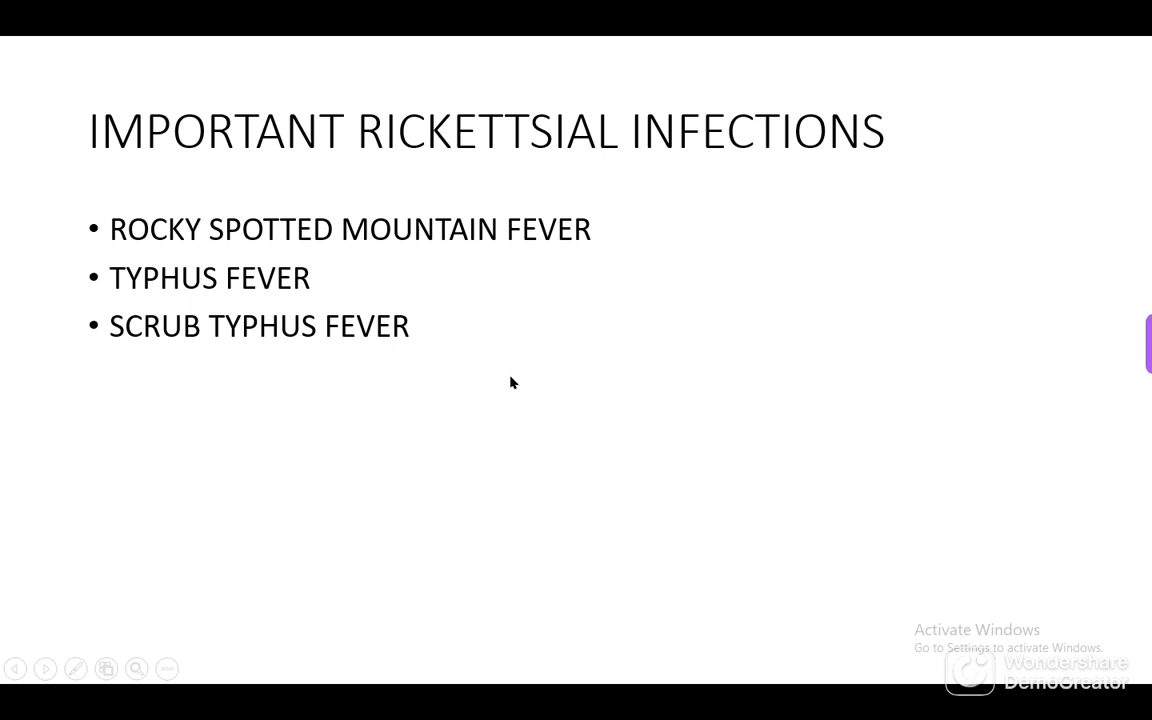 IMPORTANT RICKETTSIAL INFECTIONS
• ROCKY SPOTTED MOUNTAIN FEVER
• TYPHUS FEVER
• SCRUB TYPHUS FEVER
Activate Windows
Go to Settings to activate Windows.
Wondershare
DemoCreator